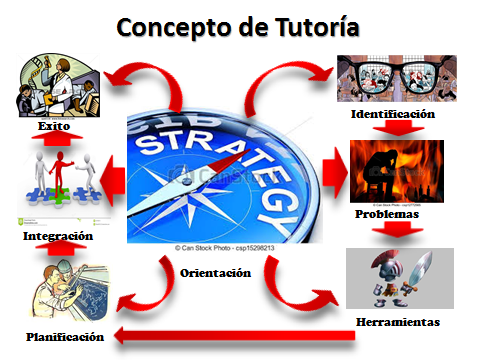 Concepto de Tutoría
Exito
Identificación
STRATEGY
Integración
© Can Stock Photo - csp15298213
Problemas
Orientación
Planificación
Herramientas